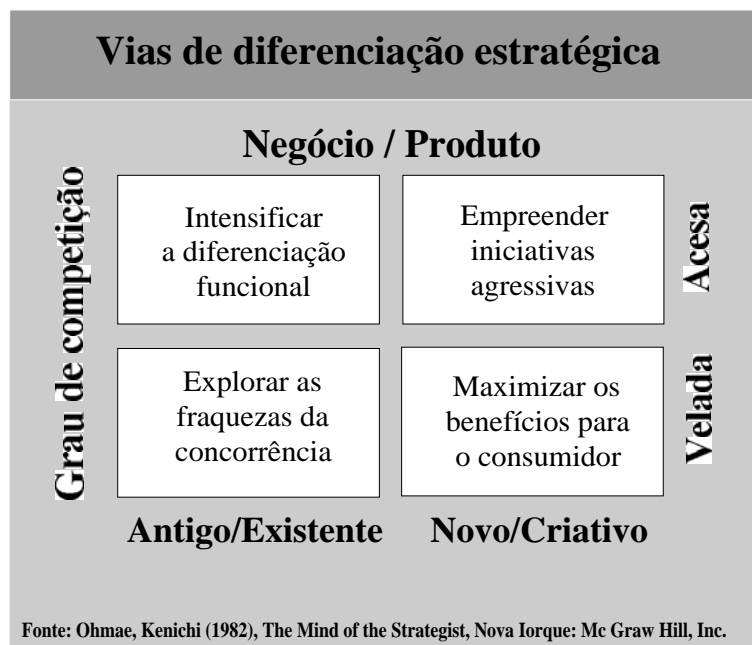 Vias de diferenciação estratégica
Negócio / Produto
Grau de competição
Intensificar
a diferenciação
funcional
Empreender
iniciativas
agressivas
Acesa
Explorar as
fraquezas da
concorrência
Maximizar os
benefícios para
o consumidor
Velada
Antigo/Existente
Novo/Criativo
Fonte: Ohmae, Kenichi (1982), The Mind of the Strategist, Nova Iorque: Mc Graw Hill, Inc.